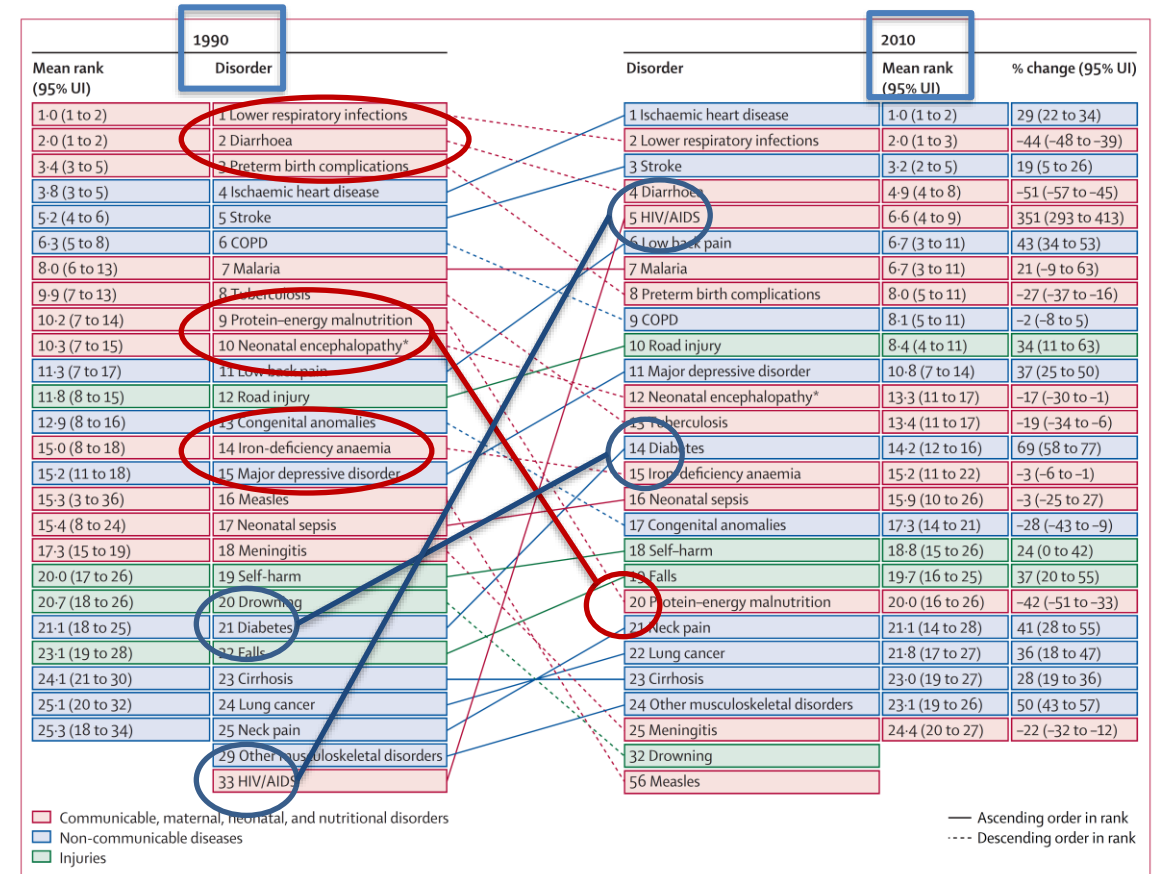 1990
Mean rank (95% UI) Disorder
1·0 (1 to 2) 1 Lower respiratory infections
2·0 (1 to 2) 2 Diarrhoea
3·4 (3 to 5) 3 Preterm birth complications
3·8 (3 to 5) 4 Ischaemic heart disease
5·2 (4 to 6) 5 Stroke
6·3 (5 to 8) 6 COPD
8·0 (6 to 13) 7 Malaria
9·9 (7 to 13) 8 Tuberculosis
10·2 (7 to 14) 9 Protein–energy malnutrition
10·3 (7 to 15) 10 Neonatal encephalopathy*
11·3 (7 to 17) 11 Low back pain
11·8 (8 to 15) 12 Road injury
12·9 (8 to 16) 13 Congenital anomalies
15·0 (8 to 18) 14 Iron-deficiency anaemia
15·2 (11 to 18) 15 Major depressive disorder
15·3 (3 to 36) 16 Measles
15·4 (8 to 24) 17 Neonatal sepsis
17·3 (15 to 19) 18 Meningitis
20·0 (17 to 26) 19 Self-harm
20·7 (18 to 26) 20 Drowning
21·1 (18 to 25) 21 Diabetes
23·1 (19 to 28) 22 Falls
24·1 (21 to 30) 23 Cirrhosis
25·1 (20 to 32) 24 Lung cancer
25·3 (18 to 34) 25 Neck pain
29 Other musculoskeletal disorders
33 HIV/AIDS
2010
Disorder Mean rank (95% UI) % change (95% UI)
1 Ischaemic heart disease 1·0 (1 to 2) 29 (22 to 34)
2 Lower respiratory infections 2·0 (1 to 3) –44 (–48 to –39)
3 Stroke 3·2 (2 to 5) 19 (5 to 26)
4 Diarrhoea 4·9 (4 to 8) –51 (–57 to –45)
5 HIV/AIDS 6·6 (4 to 9) 351 (293 to 413)
6 Low back pain 6·7 (3 to 11) 43 (34 to 53)
7 Malaria 6·7 (3 to 11) 21 (–9 to 63)
8 Preterm birth complications 8·0 (5 to 11) –27 (–37 to –16)
9 COPD 8·1 (5 to 11) –2 (–8 to 5)
10 Road injury 8·4 (4 to 11) 34 (11 to 63)
11 Major depressive disorder 10·8 (7 to 14) 37 (25 to 50)
12 Neonatal encephalopathy* 13·3 (11 to 17) –17 (–30 to –1)
13 Tuberculosis 13·4 (11 to 17) –19 (–34 to –6)
14 Diabetes 14·2 (12 to 16) 69 (58 to 77)
15 Iron-deficiency anaemia 15·2 (11 to 22) –3 (–6 to –1)
16 Neonatal sepsis 15·9 (10 to 26) –3 (–25 to 27)
17 Congenital anomalies 17·3 (14 to 21) –28 (–43 to –9)
18 Self–harm 18·8 (15 to 26) 24 (0 to 42)
19 Falls 19·7 (16 to 25) 37 (20 to 55)
20 Protein–energy malnutrition 20·0 (16 to 26) –42 (–51 to –33)
21 Neck pain 21·1 (14 to 28) 41 (28 to 55)
22 Lung cancer 21·8 (17 to 27) 36 (18 to 47)
23 Cirrhosis 23·0 (19 to 27) 28 (19 to 36)
24 Other musculoskeletal disorders 23·1 (19 to 26) 50 (43 to 57)
25 Meningitis 24·4 (20 to 27) –22 (–32 to –12)
32 Drowning
56 Measles
Communicable, maternal, neonatal, and nutritional disorders
Non-communicable diseases
Injuries
Ascending order in rank
Descending order in rank